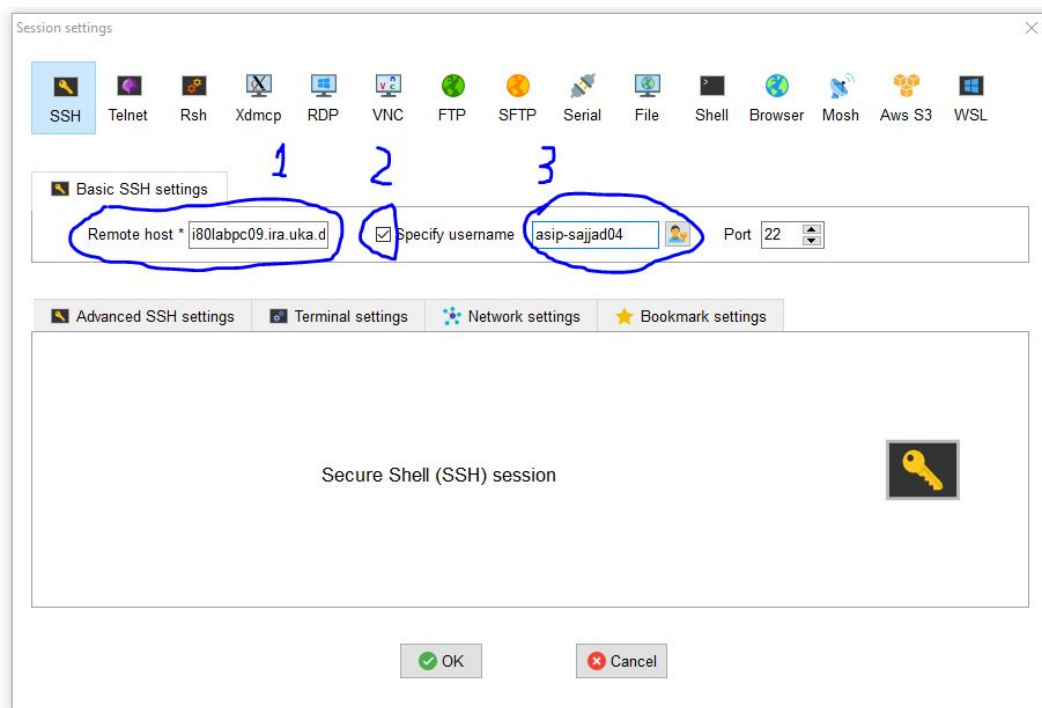 Session settings
SSH Telnet Rsh Xdmcp RDP VNC FTP SFTP Serial File Shell Browser Mosh Aws S3 WSL
1 2 3
Basic SSH settings
Remote host * i80labpc09.ira.uka.d Specify username asip-sajjad04 Port 22
Advanced SSH settings Terminal settings Network settings Bookmark settings
Secure Shell (SSH) session
OK Cancel